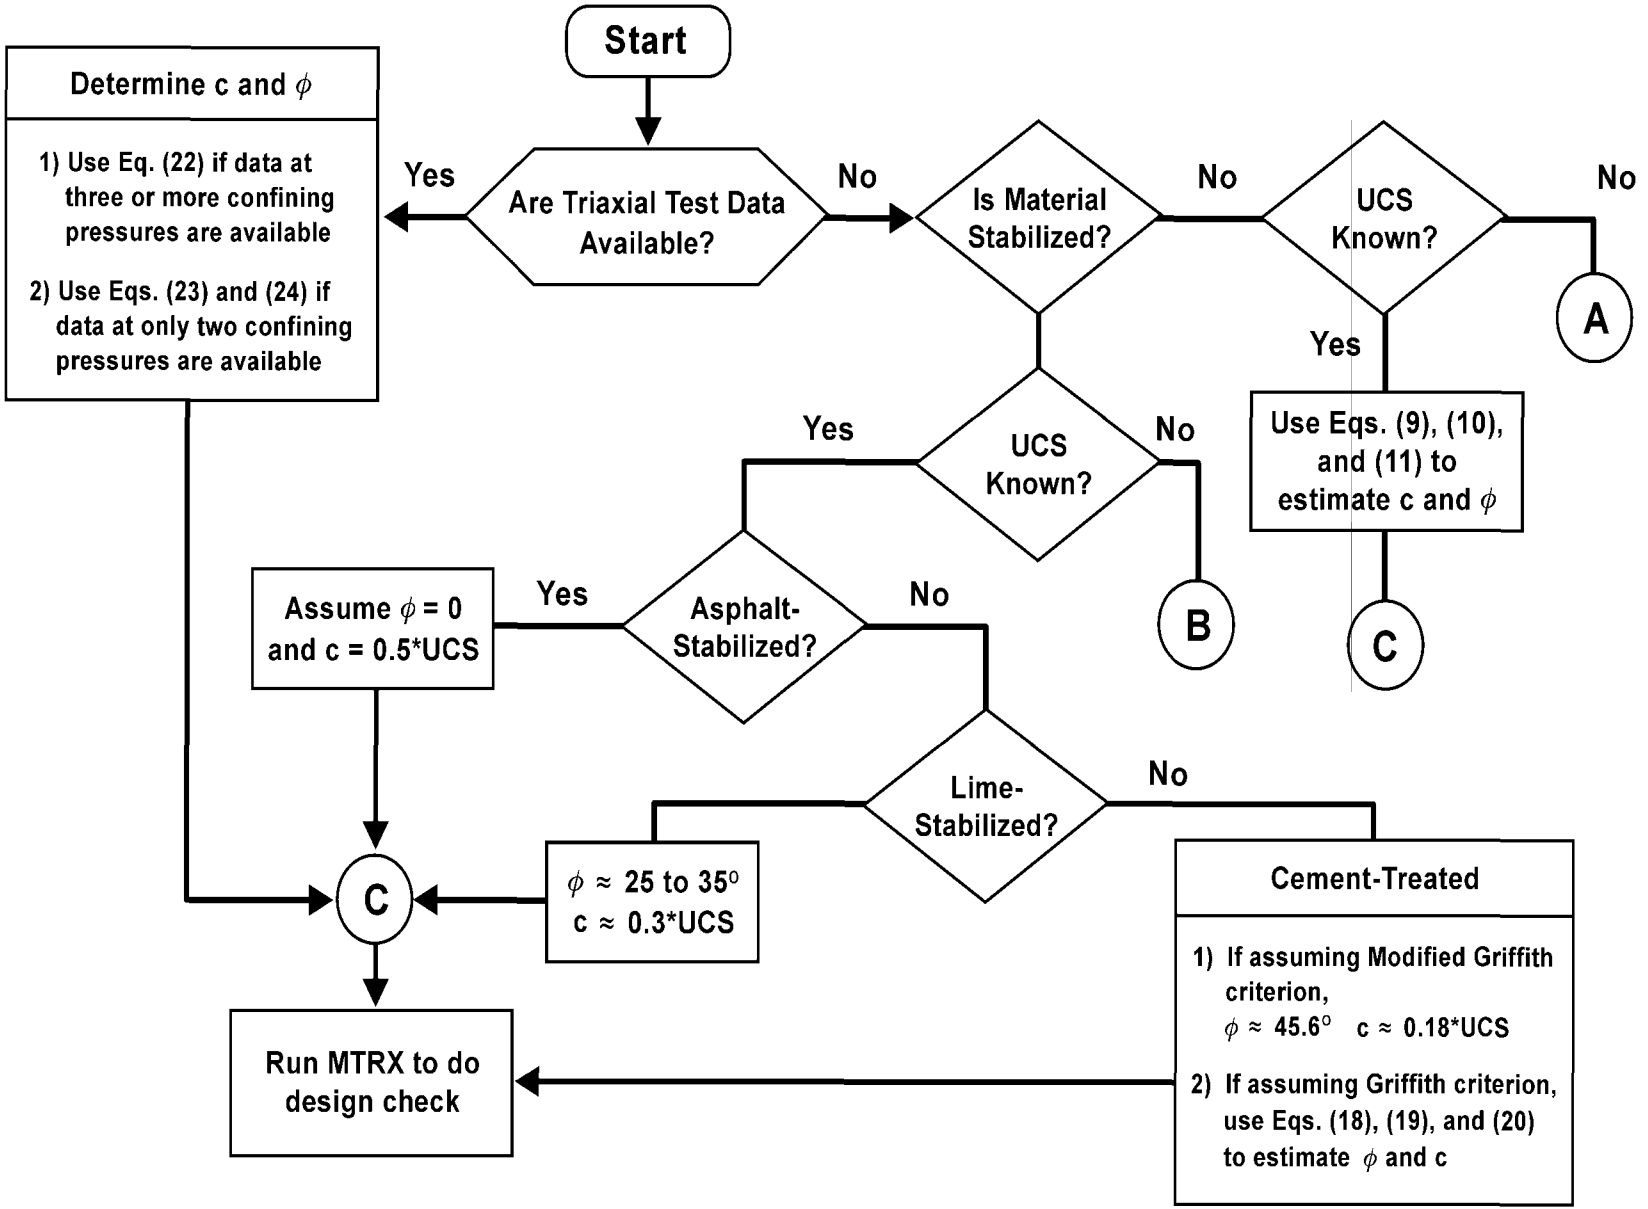 Start
Determine c and ϕ
1) Use Eq. (22) if data at
three or more confining
pressures are available
2) Use Eqs. (23) and (24) if
data at only two confining
pressures are available
Yes
Are Triaxial Test Data
Available?
No
Is Material
Stabilized?
No
UCS
Known?
No
A
Yes
Use Eqs. (9), (10),
and (11) to
estimate c and ϕ
C
Yes
UCS
Known?
No
B
Assume ϕ = 0
and c = 0.5*UCS
Yes
Asphalt-
Stabilized?
No
Lime-
Stabilized?
No
C
ϕ ≈ 25 to 35º
c ≈ 0.3*UCS
Cement-Treated
1) If assuming Modified Griffith
criterion,
ϕ ≈ 45.6º c ≈ 0.18*UCS
2) If assuming Griffith criterion,
use Eqs. (18), (19), and (20)
to estimate ϕ and c
Run MTRX to do
design check